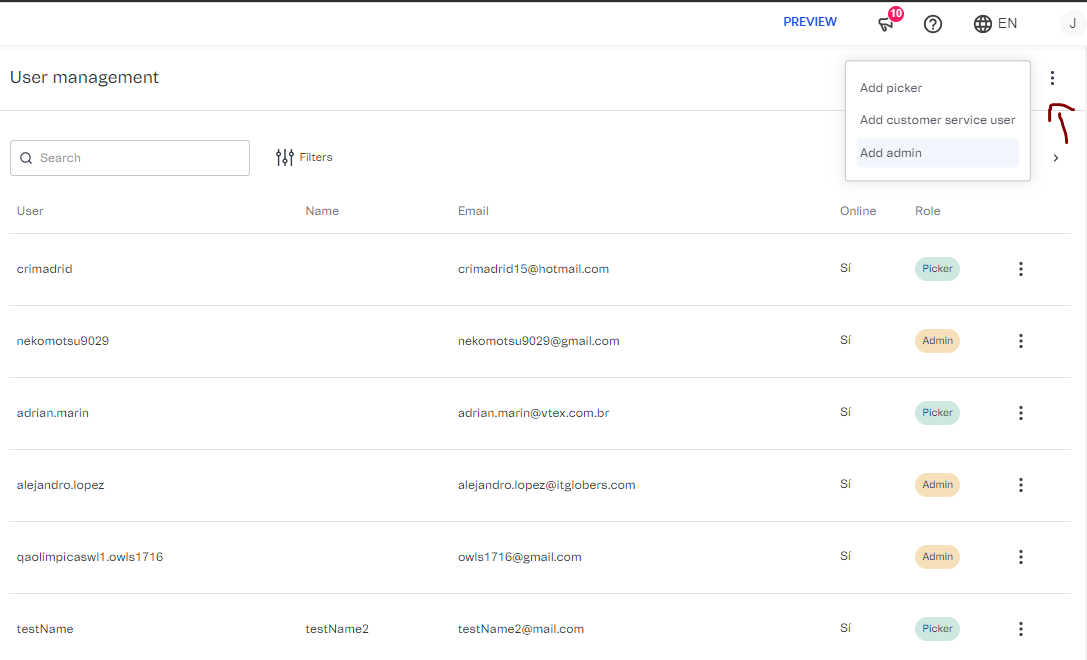 PREVIEW 10 EN J
User management
Add picker
Add customer service user
Add admin
Search Filters
User Name Email Online Role
crimadrid crimadrid15@hotmail.com Sí Picker
nekomotsu9029 nekomotsu9029@gmail.com Sí Admin
adrian.marin adrian.marin@vtex.com.br Sí Picker
alejandro.lopez alejandro.lopez@itglobers.com Sí Admin
qaolimpicaswl1.owls1716 owls1716@gmail.com Sí Admin
testName testName2 testName2@mail.com Sí Picker